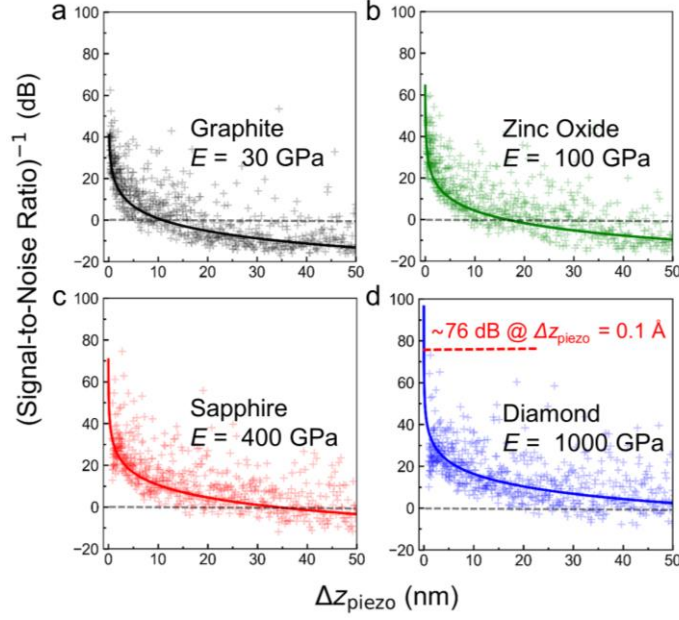 a
b
100
80
60
40
20
0
-20
Graphite
E = 30 GPa
0 10 20 30 40 50
100
80
60
40
20
0
-20
Zinc Oxide
E = 100 GPa
0 10 20 30 40 50
(Signal-to-Noise Ratio)⁻¹ (dB)
c
d
100
80
60
40
20
0
-20
Sapphire
E = 400 GPa
0 10 20 30 40 50
100
80
60
40
20
0
-20
~76 dB @ Δzpiezo = 0.1 Å
Diamond
E = 1000 GPa
0 10 20 30 40 50
Δzpiezo (nm)